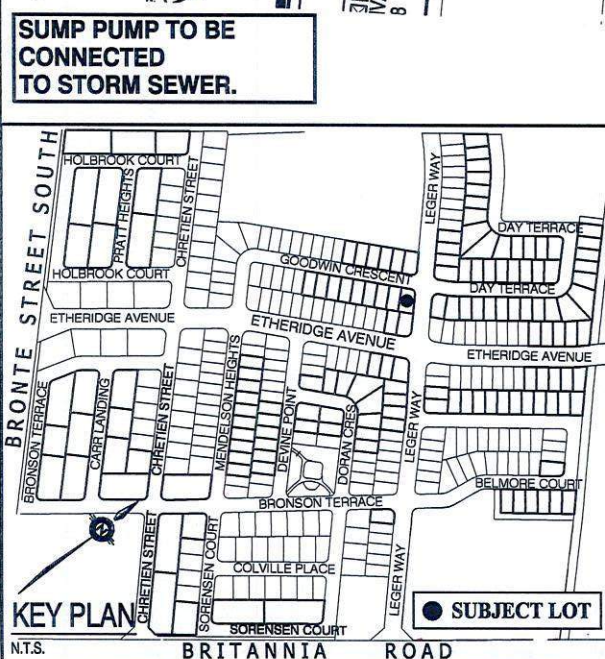 SUMP PUMP TO BE
CONNECTED
TO STORM SEWER.
BRONTE STREET SOUTH
HOLBROOK COURT
PRATT HEIGHTS
CHRETIEN STREET
HOLBROOK COURT
ETHERIDGE AVENUE
GOODWIN CRESCENT
ETHERIDGE AVENUE
LEGER WAY
DAY TERRACE
DAY TERRACE
ETHERIDGE AVENUE
BRONSON TERRACE
CARR LANDING
CHRETIEN STREET
MENDELSON HEIGHTS
DEVINE POINT
DORAN CRES
LEGER WAY
BELMORE COURT
BRONSON TERRACE
N
CHRETIEN STREET
SORENSEN COURT
COLVILLE PLACE
LEGER WAY
SORENSEN COURT
KEY PLAN
SUBJECT LOT
N.T.S.
BRITANNIA ROAD